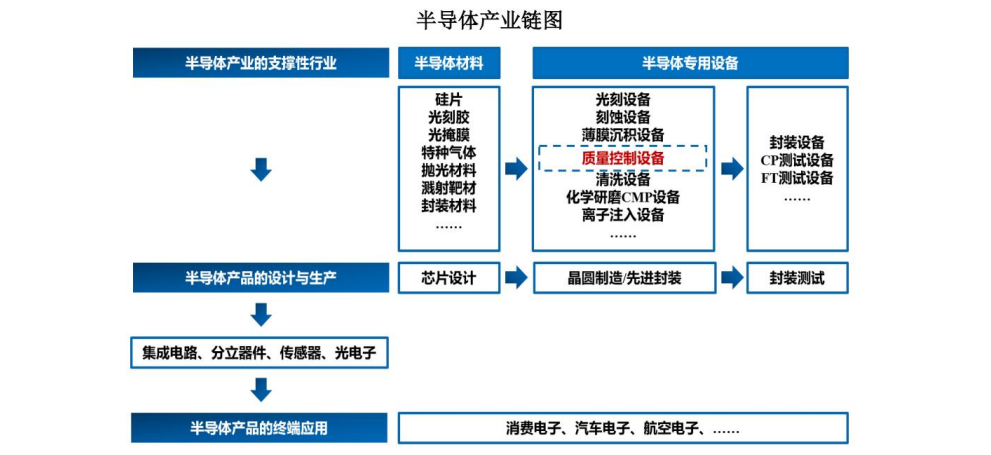 半导体产业链图
半导体产业的支撑性行业
半导体材料
半导体专用设备
硅片
光刻胶
光掩膜
特种气体
抛光材料
溅射靶材
封装材料
……
光刻设备
刻蚀设备
薄膜沉积设备
质量控制设备
清洗设备
化学研磨CMP设备
离子注入设备
……
封装设备
CP测试设备
FT测试设备
……
半导体产品的设计与生产
芯片设计
晶圆制造/先进封装
封装测试
集成电路、分立器件、传感器、光电子
半导体产品的终端应用
消费电子、汽车电子、航空电子、……